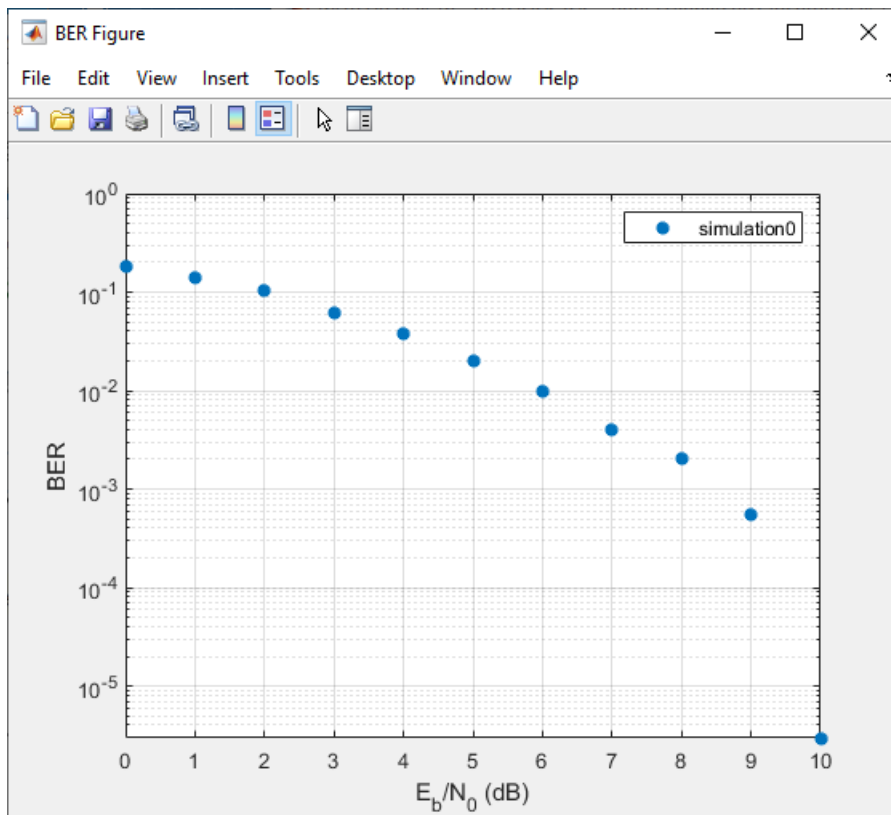 BER Figure
File Edit View Insert Tools Desktop Window Help
10^0
simulation0
10^-1
10^-2
BER
10^-3
10^-4
10^-5
0 1 2 3 4 5 6 7 8 9 10
E_b/N_0 (dB)